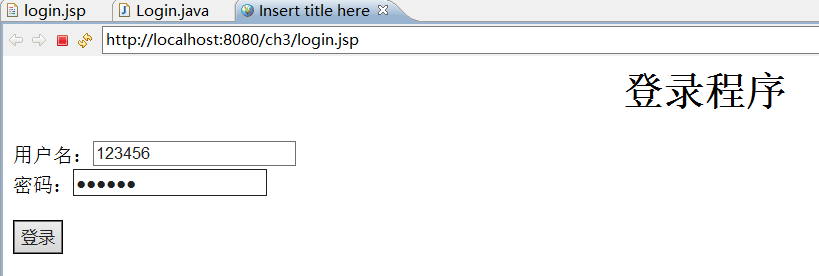 login.jsp Login.java Insert title here
http://localhost:8080/ch3/login.jsp
登录程序
用户名：123456
密码：●●●●●●
登录